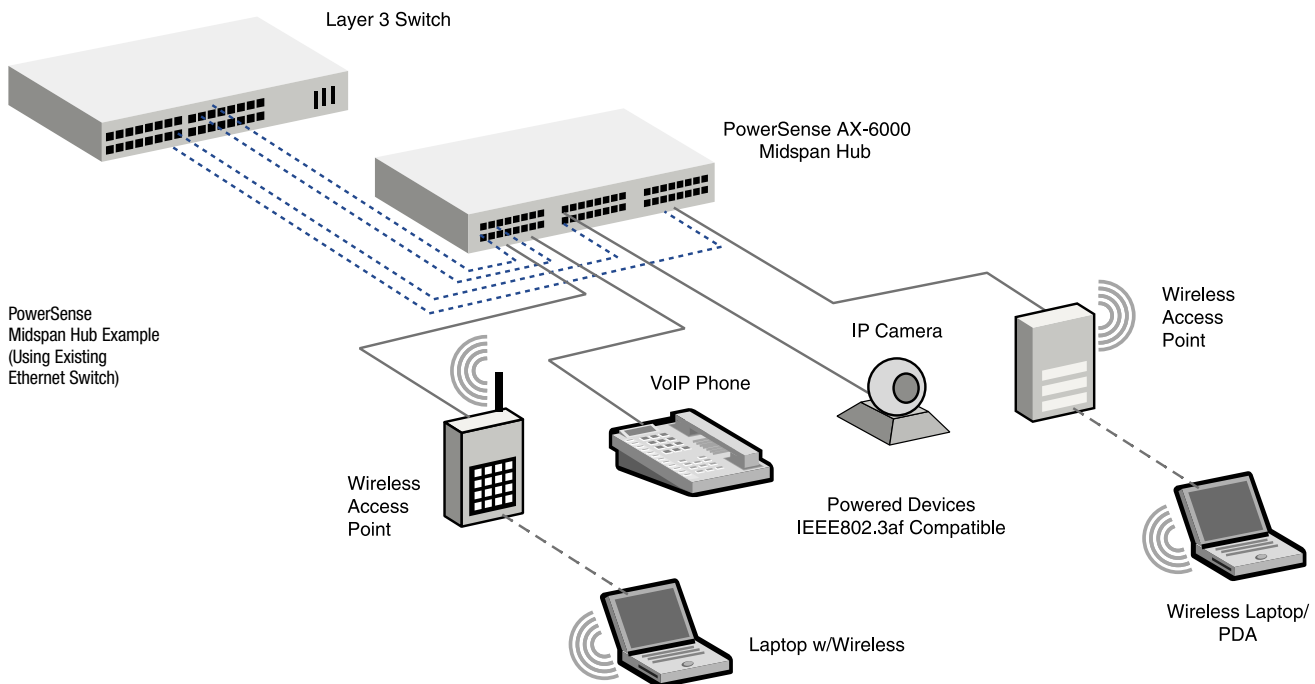 Layer 3 Switch
PowerSense AX-6000
Midspan Hub
PowerSense
Midspan Hub Example
(Using Existing
Ethernet Switch)
Wireless
Access
Point
IP Camera
VoIP Phone
Wireless
Access
Point
Powered Devices
IEEE802.3af Compatible
Laptop w/Wireless
Wireless Laptop/
PDA